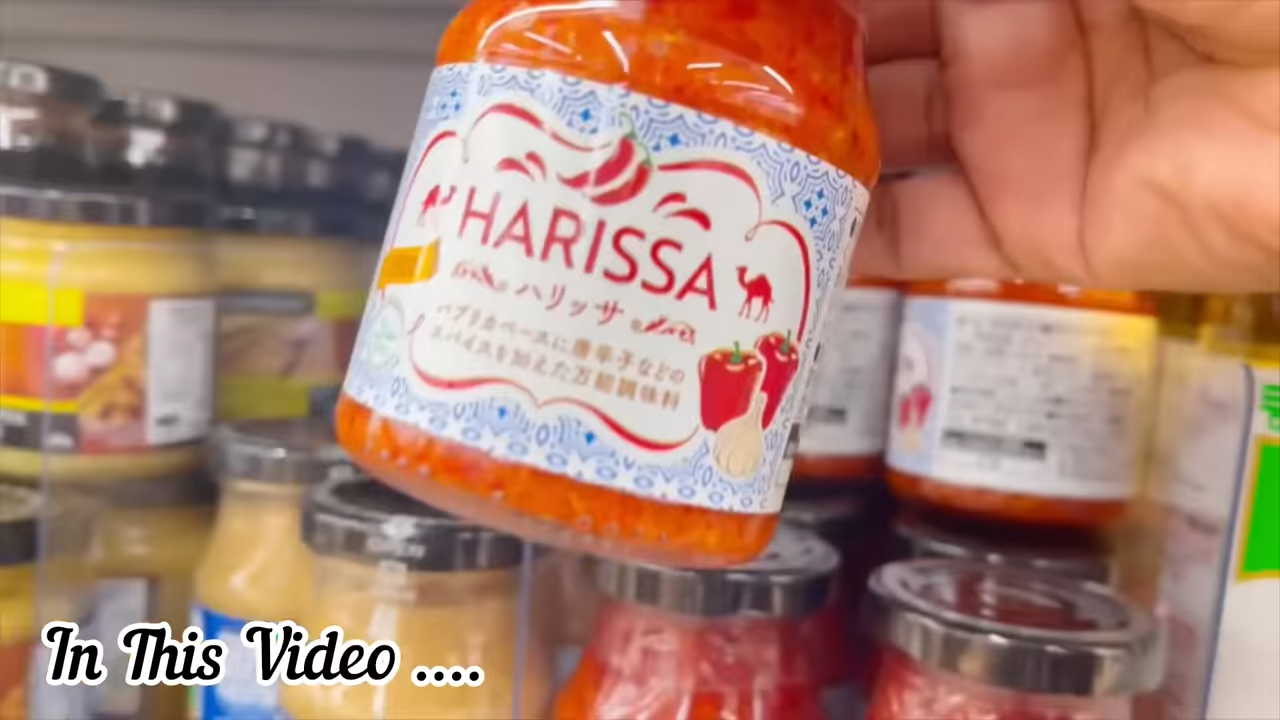 HARISSA
ハリッサ
パプリカベースに唐辛子などの
スパイスを加えた万能調味料
In This Video ....